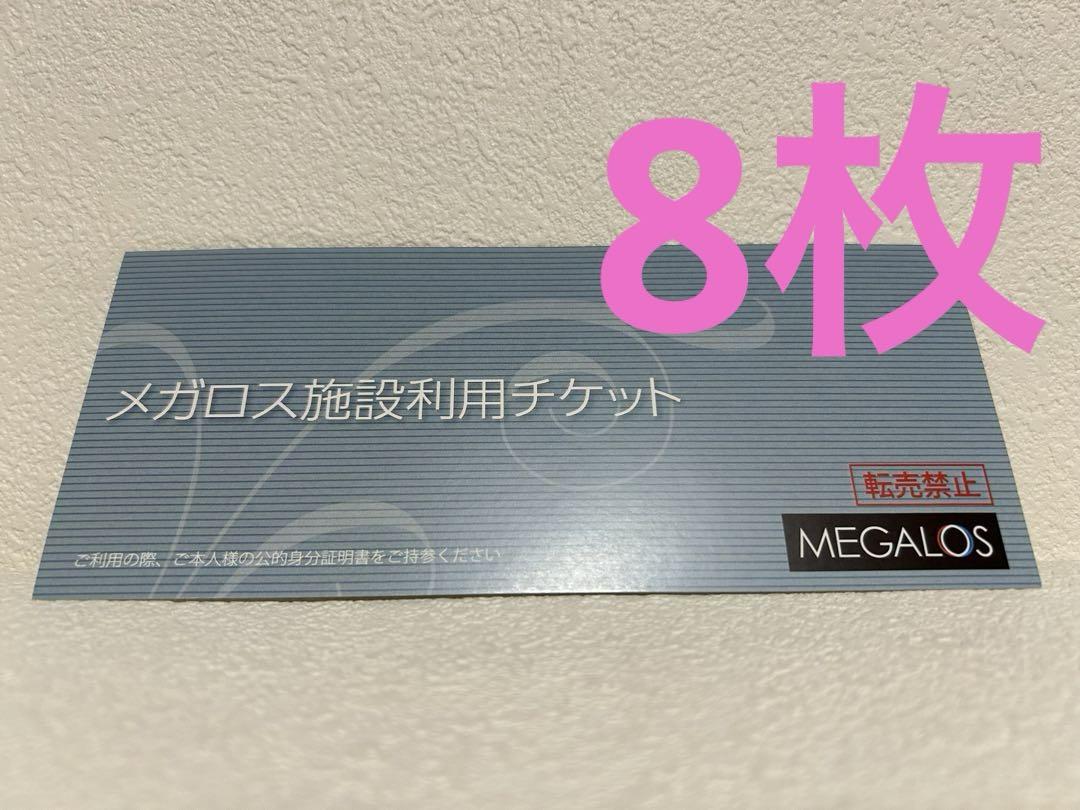 8枚
メガロス施設利用チケット
転売禁止
MEGALOS
ご利用の際、ご本人様の公的身分証明書をご持参ください